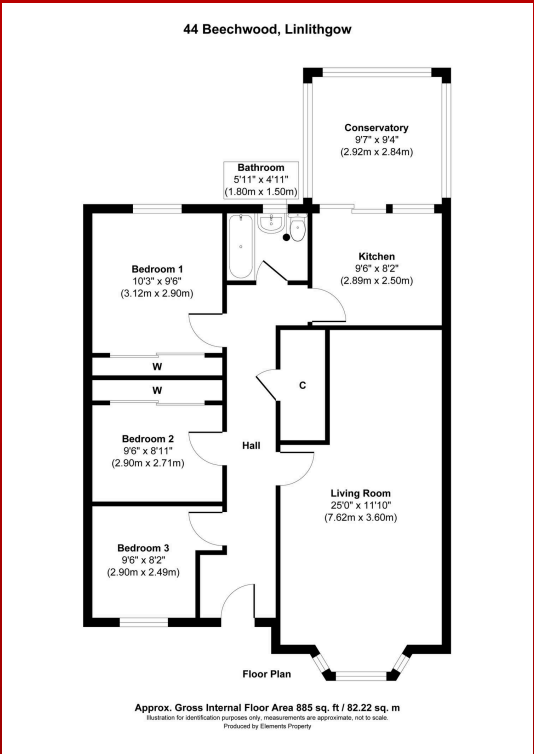 44 Beechwood, Linlithgow
Conservatory
9'7" x 9'4"
(2.92m x 2.84m)
Bathroom
5'11" x 4'11"
(1.80m x 1.50m)
Kitchen
9'6" x 8'2"
(2.89m x 2.50m)
Bedroom 1
10'3" x 9'6"
(3.12m x 2.90m)
W
W
C
Bedroom 2
9'6" x 8'11"
(2.90m x 2.71m)
Hall
Living Room
25'0" x 11'10"
(7.62m x 3.60m)
Bedroom 3
9'6" x 8'2"
(2.90m x 2.49m)
Floor Plan
Approx. Gross Internal Floor Area 885 sq. ft / 82.22 sq. m
Illustration for identification purposes only, measurements are approximate, not to scale.
Produced by Elements Property